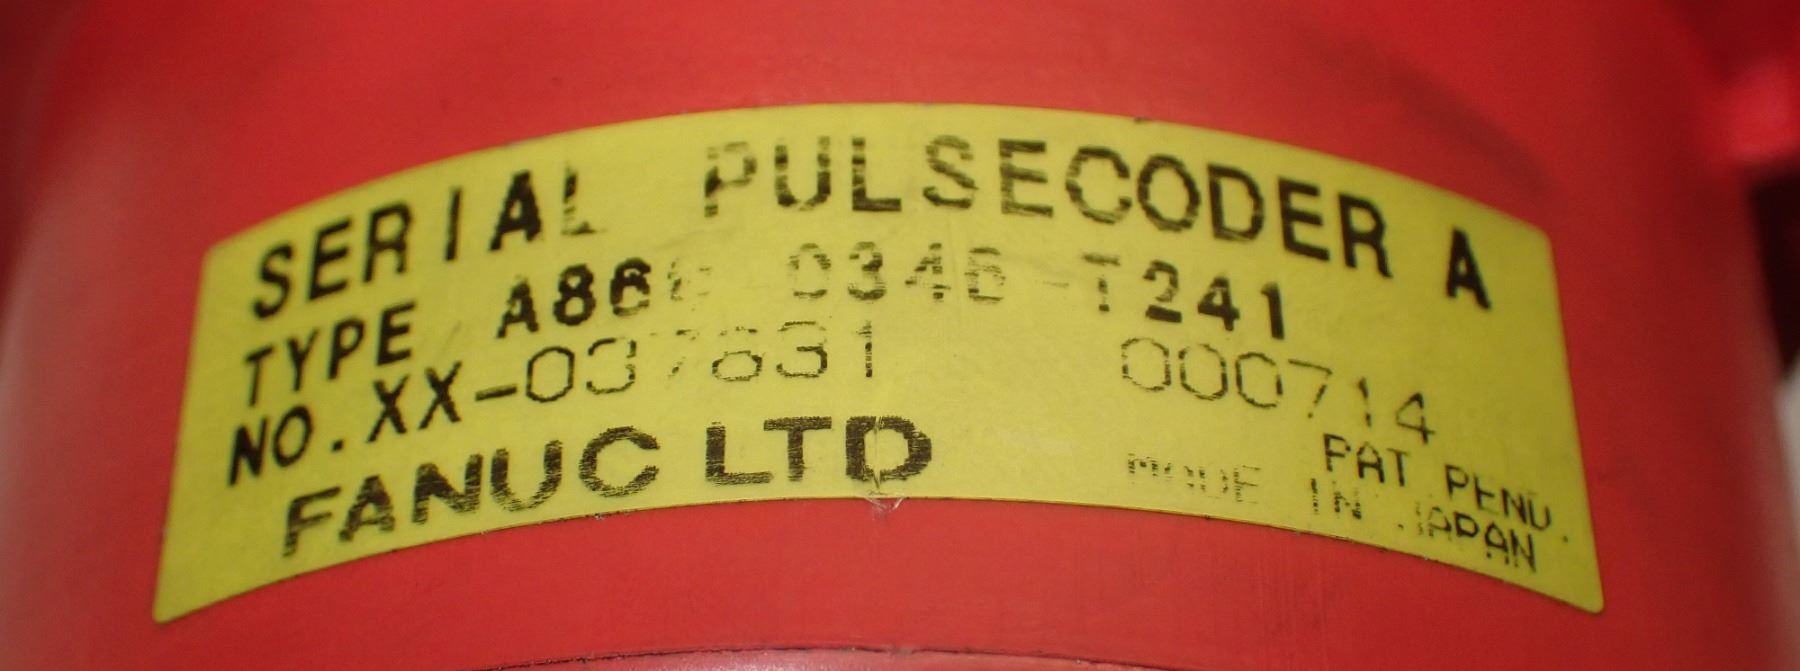 SERIAL PULSECODER A
TYPE A860-0346-T241
NO.XX-037831 000714
PAT PEND.
FANUC LTD MADE IN JAPAN